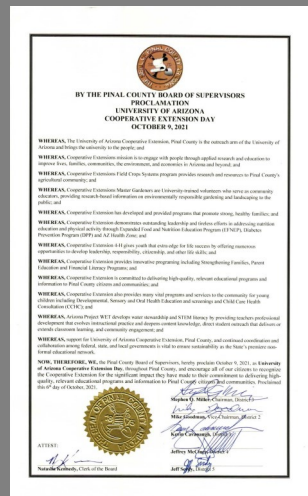 BY THE PINAL COUNTY BOARD OF SUPERVISORS
PROCLAMATION
UNIVERSITY OF ARIZONA
COOPERATIVE EXTENSION DAY
OCTOBER 9, 2021
WHEREAS, The University of Arizona Cooperative Extension, Pinal County is the outreach arm of the University of
Arizona and brings the university to the people; and
WHEREAS, Cooperative Extensions mission is to engage with people through applied research and education to
improve lives, families, communities, the environment, and economies in Arizona and beyond; and
WHEREAS, Cooperative Extensions Field Crops Systems program provides research and resources to Pinal County's
agricultural community; and
WHEREAS, Cooperative Extensions Master Gardeners are University-trained volunteers who serve as community
educators, providing research-based information on environmentally responsible gardening and landscaping to the
public; and
WHEREAS, Cooperative Extension has developed and provided programs that promote strong, healthy families; and
WHEREAS, Cooperative Extension demonstrates outstanding leadership and tireless efforts in addressing nutrition
education and physical activity through Expanded Food and Nutrition Education Program (EFNEP), Diabetes
Prevention Program (DPP) and AZ Health Zone; and
WHEREAS, Cooperative Extension 4-H gives youth that extra edge for life success by offering numerous
opportunities to develop leadership, responsibility, citizenship, and other life skills; and
WHEREAS, Cooperative Extension provides innovative programing including Strengthening Families, Parent
Education and Financial Literacy Programs; and
WHEREAS, Cooperative Extension is committed to delivering high-quality, relevant educational programs and
information to Pinal County citizens and communities; and
WHEREAS, Cooperative Extension also provides many vital programs and services to the community for young
children including Developmental, Sensory and Oral Health Education and screenings and Child Care Health
Consultation (CCHC); and
WHEREAS, Arizona Project WET develops water stewardship and STEM literacy by providing teachers professional
development that evolves instructional practice and deepens content knowledge, direct student outreach that delivers or
extends classroom learning, and community engagement; and
WHEREAS, support for University of Arizona Cooperative Extension, Pinal County, and continued coordination and
collaboration among federal, state, and local governments is vital to ensure sustainability as the State's premiere non-
formal educational network.
NOW, THEREFORE, WE, the Pinal County Board of Supervisors, hereby proclaim October 9, 2021, as University
of Arizona Cooperative Extension Day, throughout Pinal County, and encourage all of our citizens to recognize
the Cooperative Extension for the significant impact they have made to their commitment to delivering high-
quality, relevant educational programs and information to Pinal County citizens and communities. Proclaimed
this 6th day of October, 2021.
Stephen Q. Miller, Chairman, District 3
Mike Goodman, Vice-Chairman, District 2
Kevin Cavanaugh, District 1
Jeffrey McClure, District 4
ATTEST:
Natasha Kennedy, Clerk of the Board
Jeff Serdy, District 5